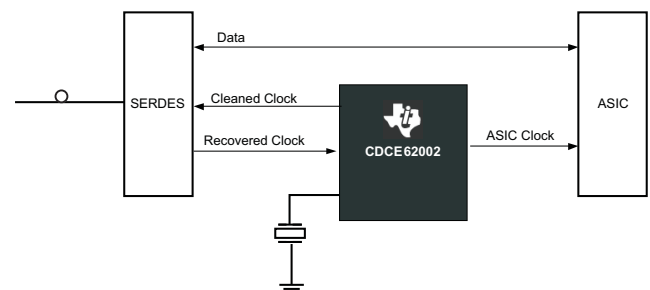 Data
SERDES
Cleaned Clock
ASIC
Recovered Clock
ASIC Clock
CDCE62002